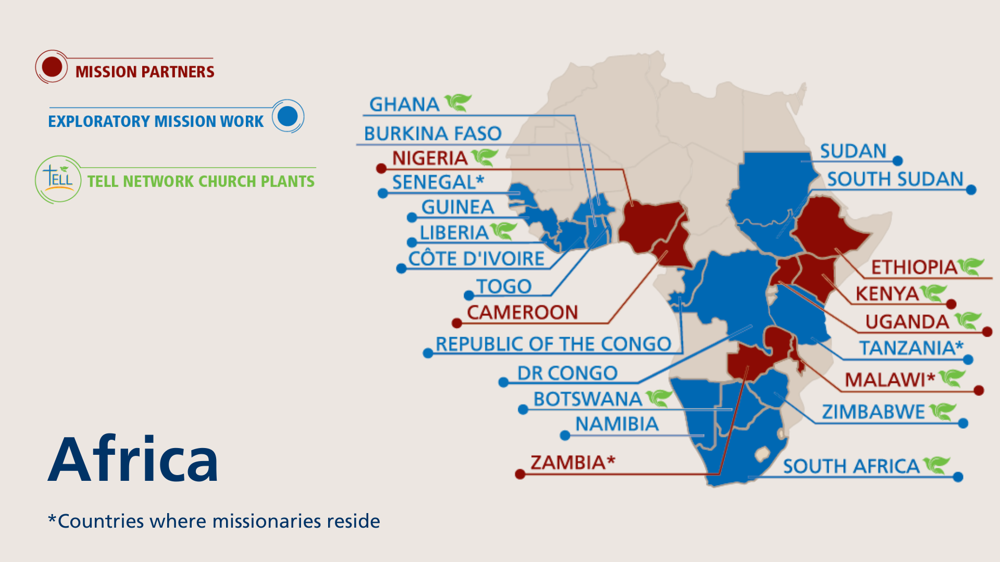 MISSION PARTNERS
EXPLORATORY MISSION WORK
TELL
TELL NETWORK CHURCH PLANTS
GHANA
BURKINA FASO
NIGERIA
SENEGAL*
GUINEA
LIBERIA
CÔTE D'IVOIRE
TOGO
CAMEROON
REPUBLIC OF THE CONGO
DR CONGO
BOTSWANA
NAMIBIA
ZAMBIA*
SUDAN
SOUTH SUDAN
ETHIOPIA
KENYA
UGANDA
TANZANIA*
MALAWI*
ZIMBABWE
SOUTH AFRICA
Africa
*Countries where missionaries reside